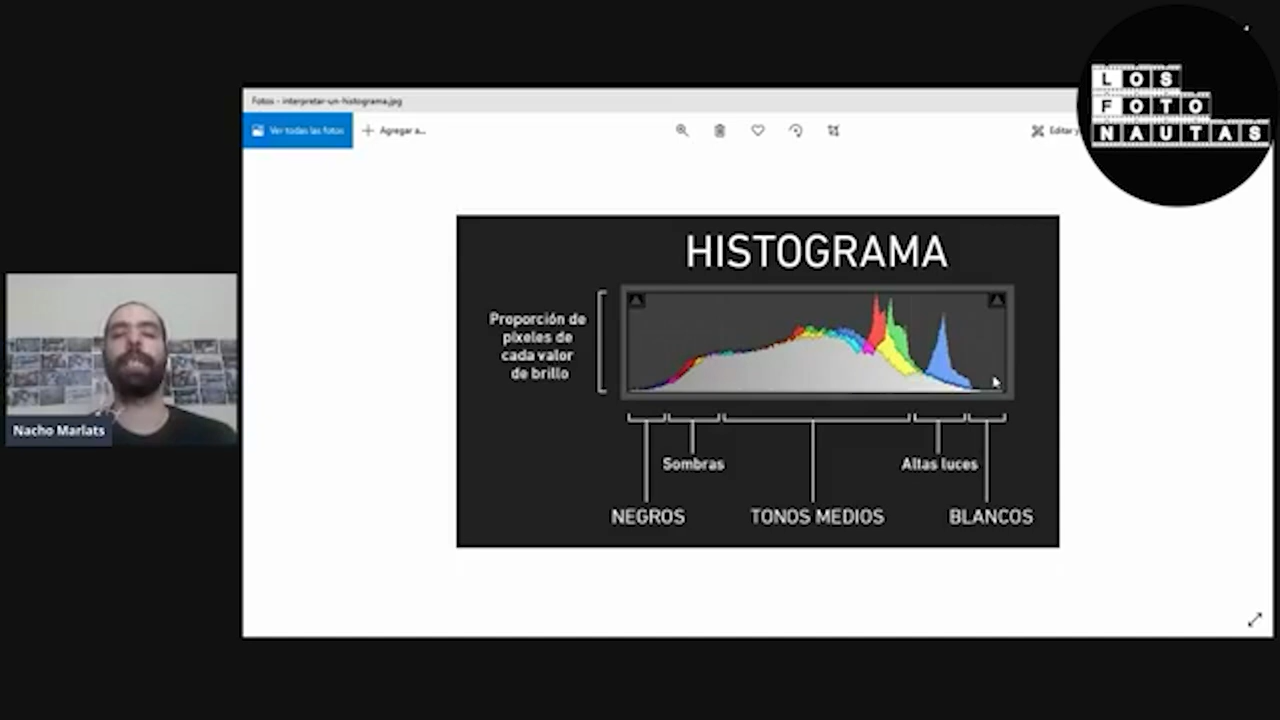 LOS
FOTO
NAUTAS
Fotos - interpretar-un-histograma.jpg
Ver todas las fotos
Agregar a...
Editar y
HISTOGRAMA
Proporción de
píxeles de
cada valor
de brillo
Nacho Marlats
Sombras
Altas luces
NEGROS
TONOS MEDIOS
BLANCOS